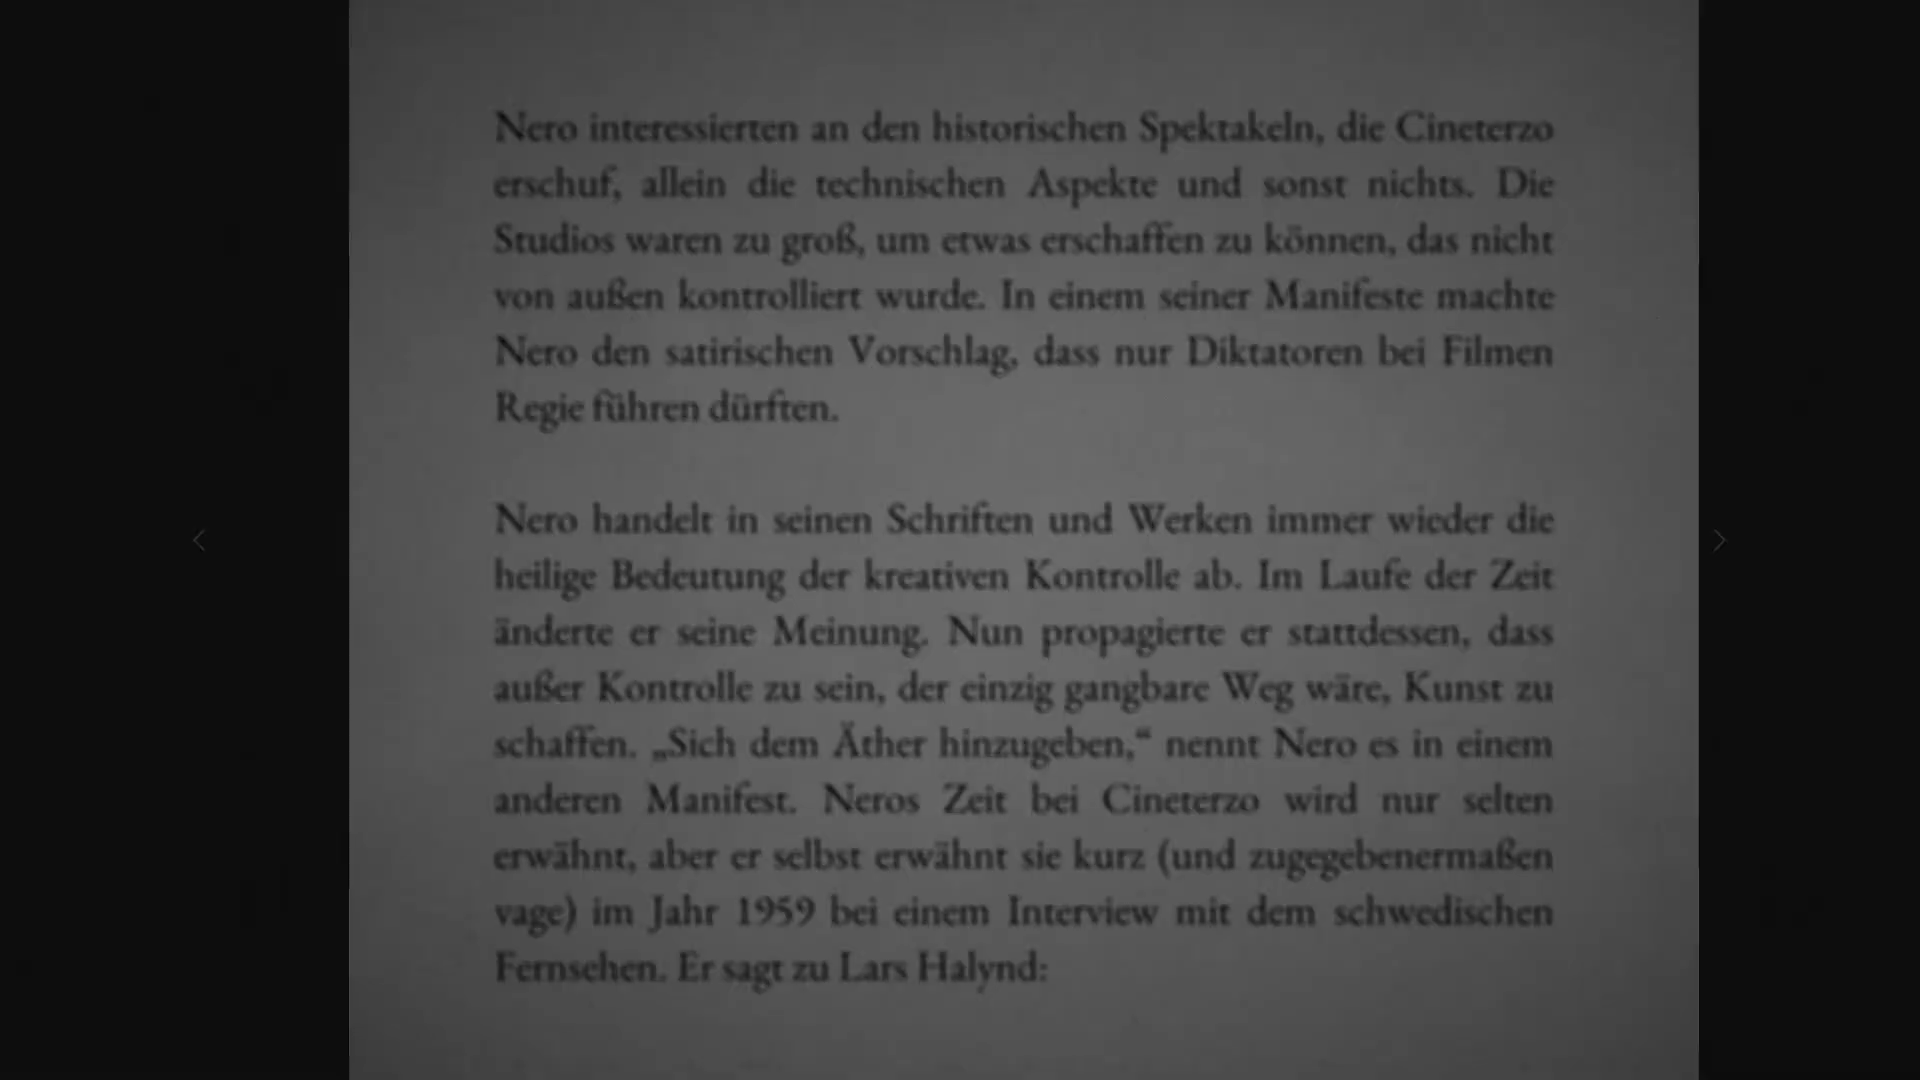 Nero interessierten an den historischen Spektakeln, die Cineterzo
erschuf, allein die technischen Aspekte und sonst nichts. Die
Studios waren zu groß, um etwas erschaffen zu können, das nicht
von außen kontrolliert wurde. In einem seiner Manifeste machte
Nero den satirischen Vorschlag, dass nur Diktatoren bei Filmen
Regie führen dürften.
Nero handelt in seinen Schriften und Werken immer wieder die
heilige Bedeutung der kreativen Kontrolle ab. Im Laufe der Zeit
änderte er seine Meinung. Nun propagierte er stattdessen, dass
außer Kontrolle zu sein, der einzig gangbare Weg wäre, Kunst zu
schaffen. „Sich dem Äther hinzugeben,“ nennt Nero es in einem
anderen Manifest. Neros Zeit bei Cineterzo wird nur selten
erwähnt, aber er selbst erwähnt sie kurz (und zugegebenermaßen
vage) im Jahr 1959 bei einem Interview mit dem schwedischen
Fernsehen. Er sagt zu Lars Halynd: